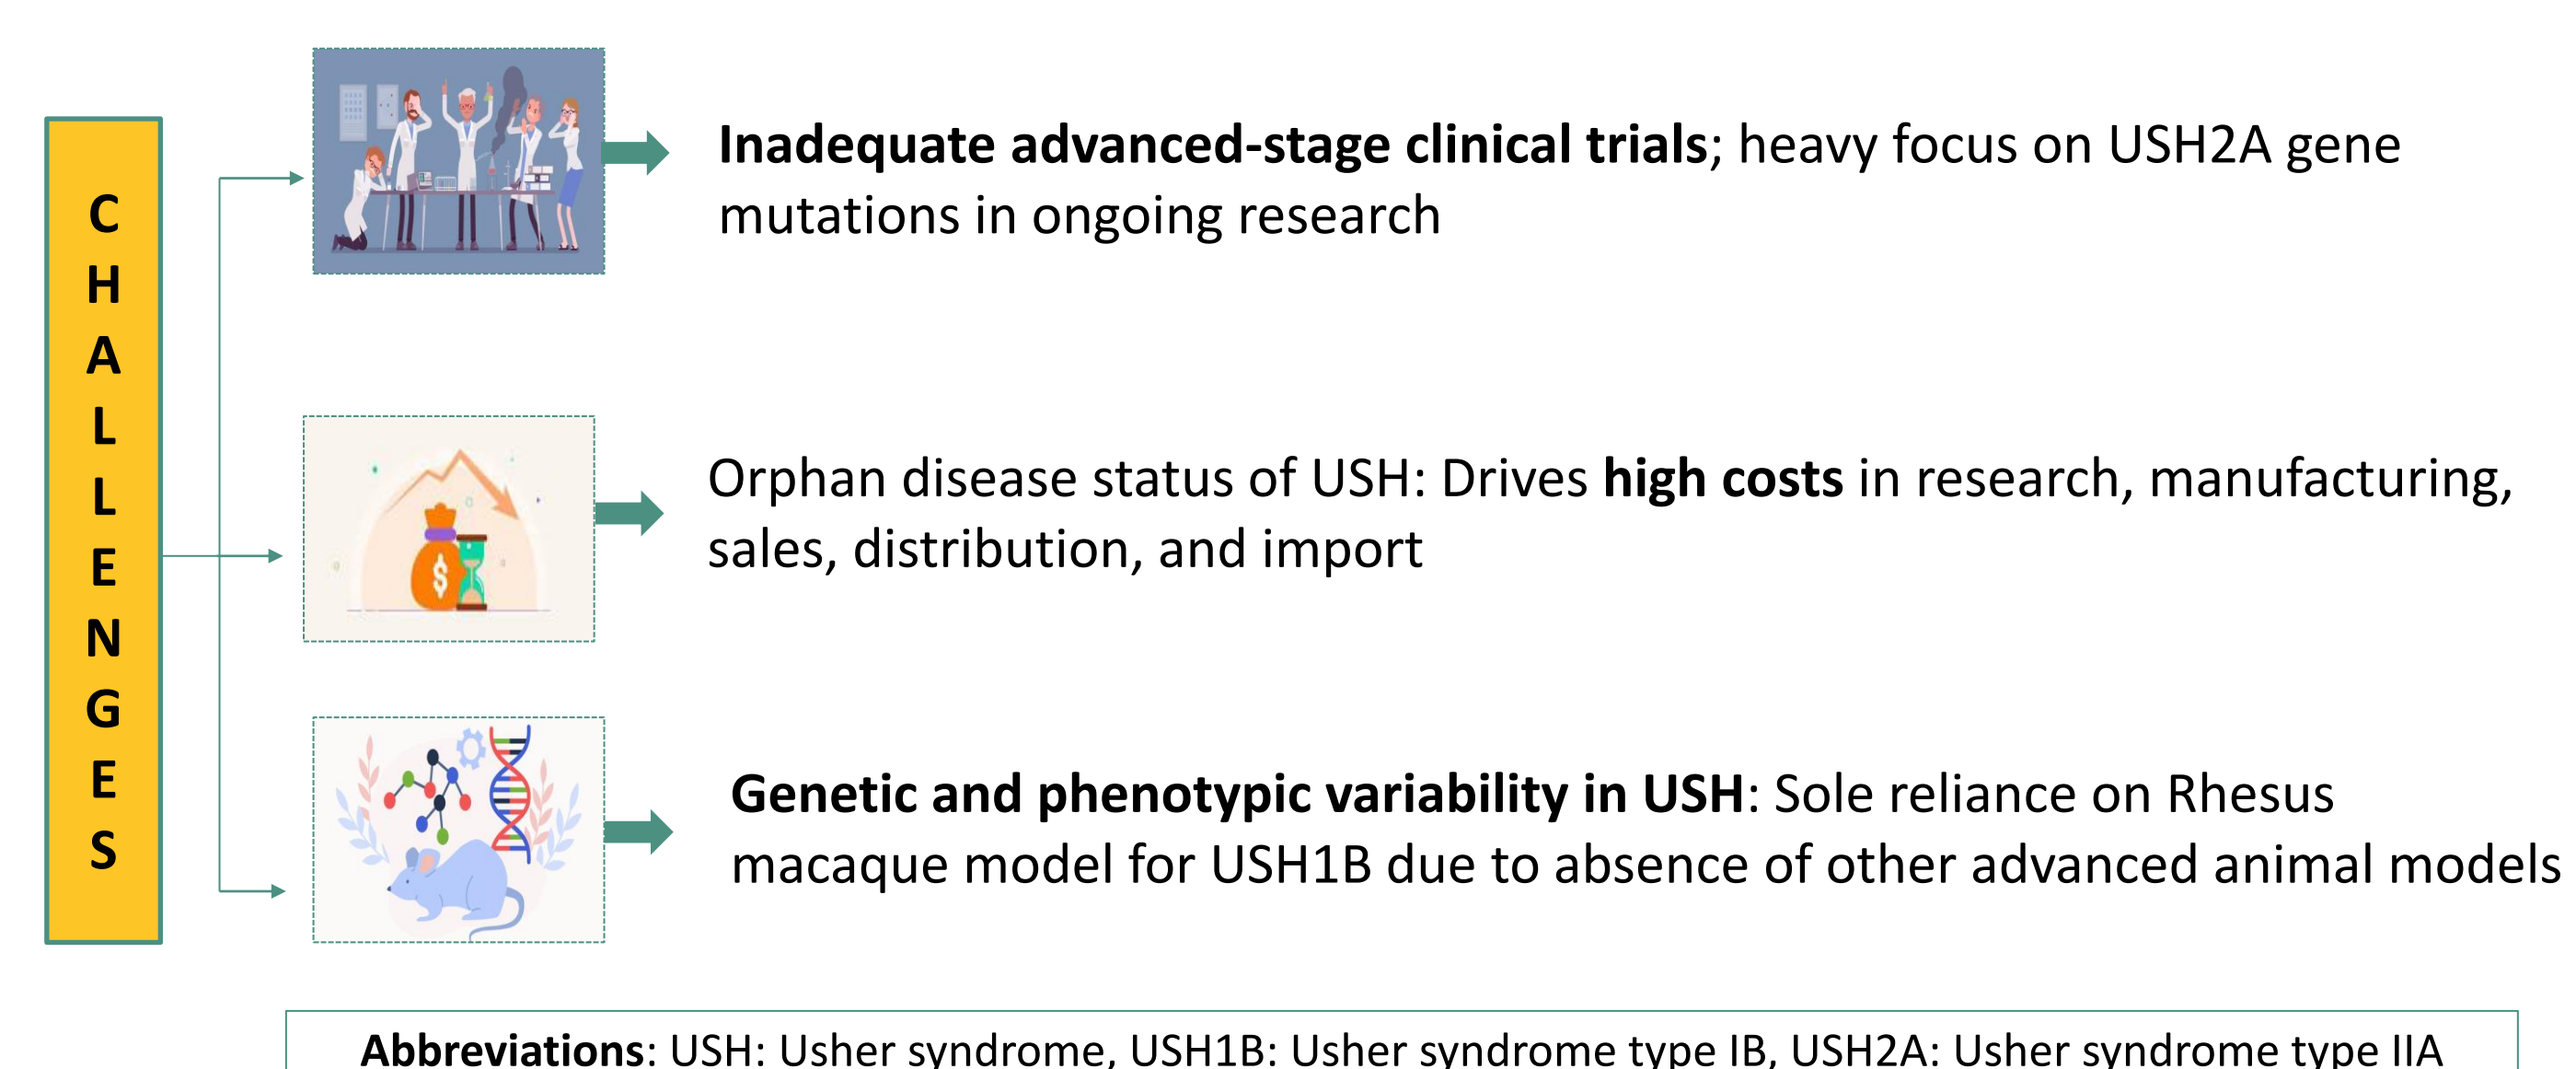 CHALLENGES
Inadequate advanced-stage clinical trials; heavy focus on USH2A gene
mutations in ongoing research
Orphan disease status of USH: Drives high costs in research, manufacturing,
sales, distribution, and import
$
Genetic and phenotypic variability in USH: Sole reliance on Rhesus
macaque model for USH1B due to absence of other advanced animal models
Abbreviations: USH: Usher syndrome, USH1B: Usher syndrome type IB, USH2A: Usher syndrome type IIA